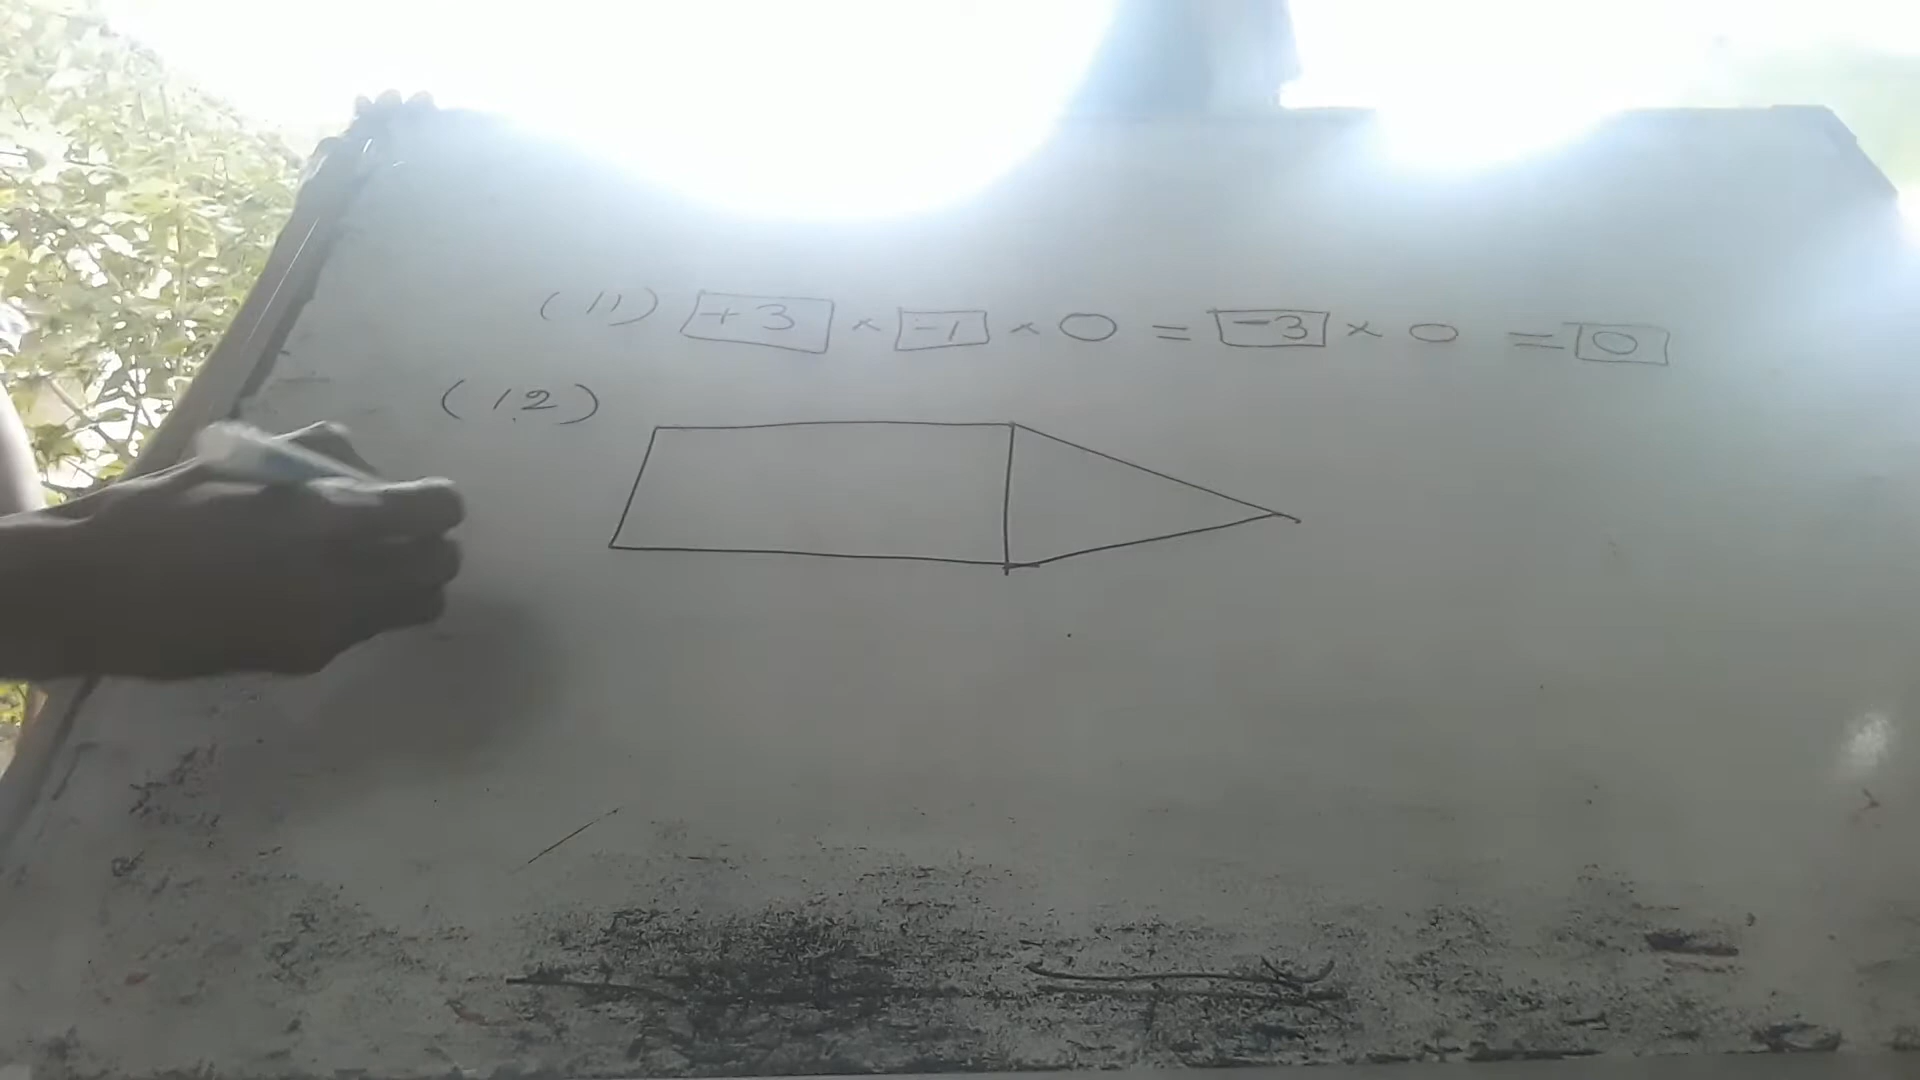 (11) +3 × -1 × 0 = -3 × 0 = 0
(12)